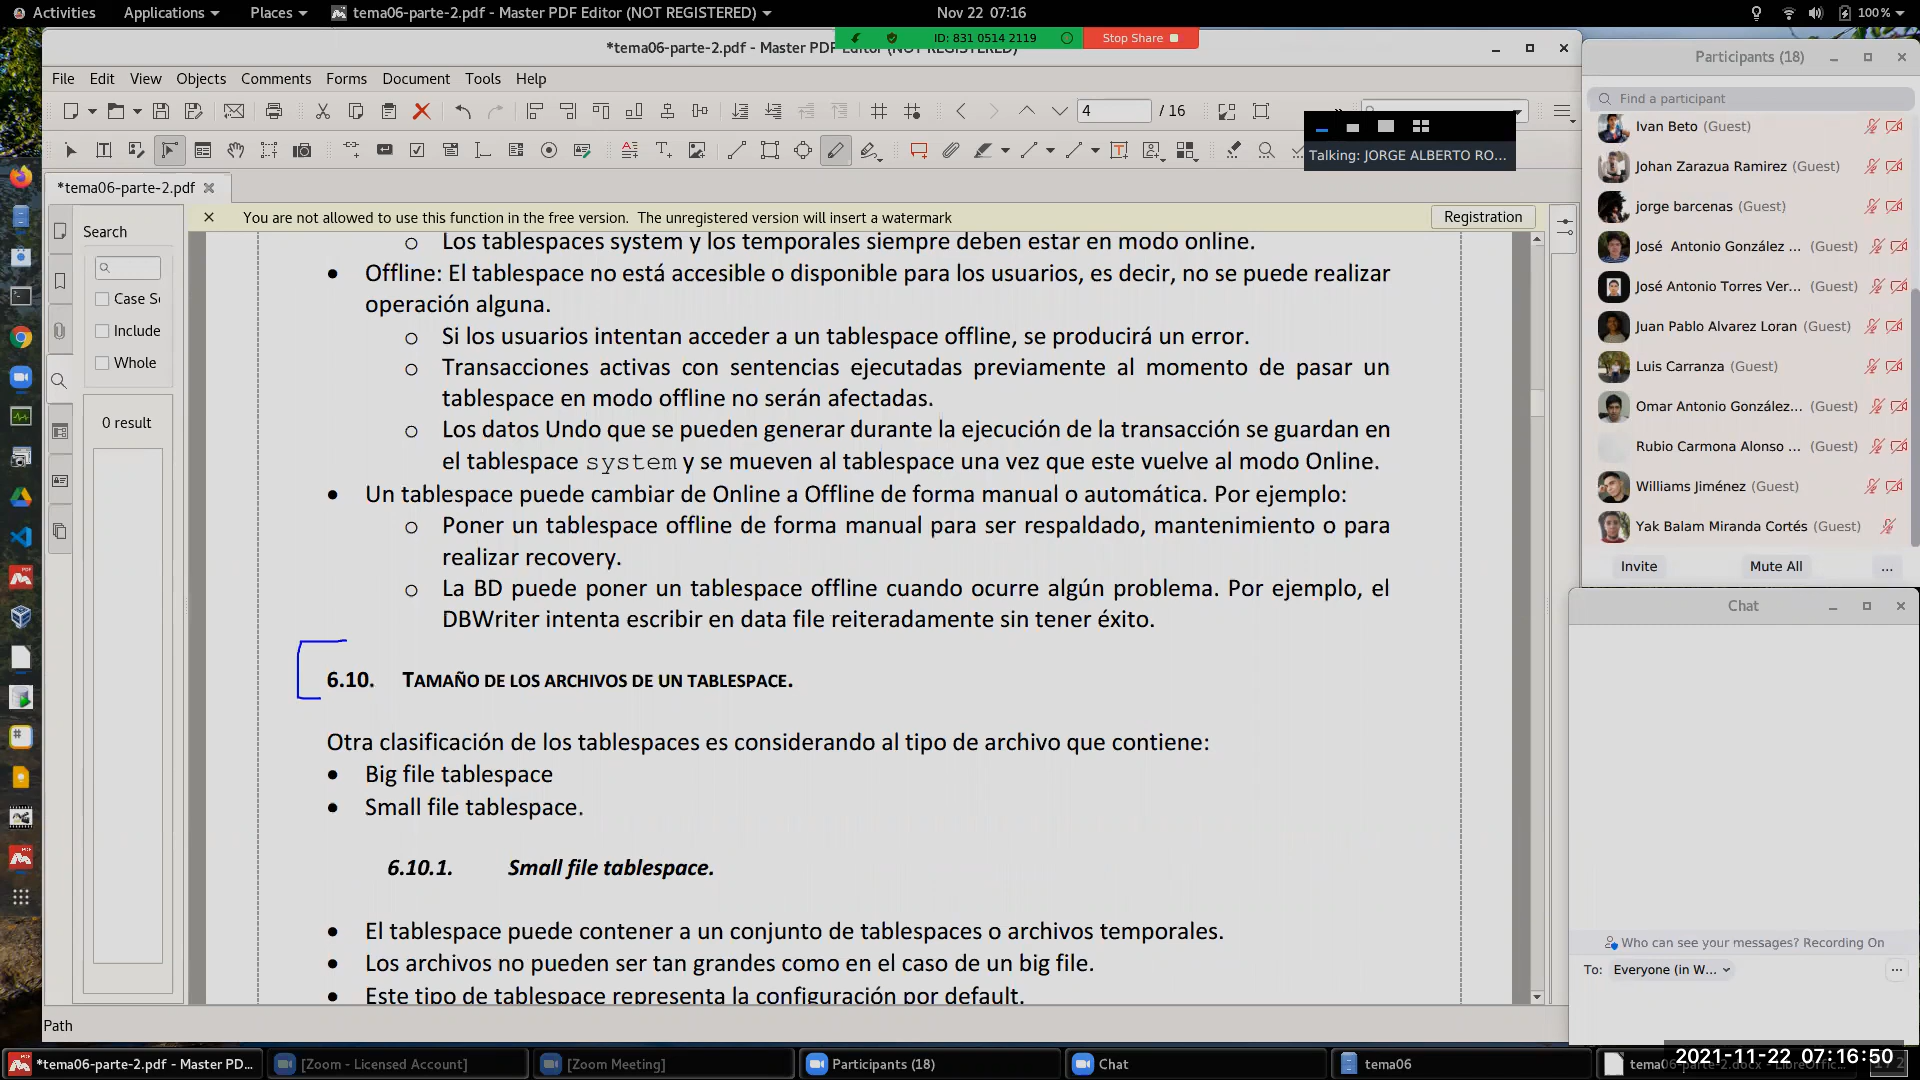 Activities Applications Places tema06-parte-2.pdf - Master PDF Editor (NOT REGISTERED) Nov 22 07:16 100%
*tema06-parte-2.pdf - Master PDF Editor (NOT REGISTERED)
ID: 831 0514 2119 Stop Share
File Edit View Objects Comments Forms Document Tools Help
4 / 16
Talking: JORGE ALBERTO RO...
*tema06-parte-2.pdf
You are not allowed to use this function in the free version. The unregistered version will insert a watermark Registration
Search
Case Se
Include
Whole
0 result
o Los tablespaces system y los temporales siempre deben estar en modo online.
• Offline: El tablespace no está accesible o disponible para los usuarios, es decir, no se puede realizar
operación alguna.
o Si los usuarios intentan acceder a un tablespace offline, se producirá un error.
o Transacciones activas con sentencias ejecutadas previamente al momento de pasar un
tablespace en modo offline no serán afectadas.
o Los datos Undo que se pueden generar durante la ejecución de la transacción se guardan en
el tablespace system y se mueven al tablespace una vez que este vuelve al modo Online.
• Un tablespace puede cambiar de Online a Offline de forma manual o automática. Por ejemplo:
o Poner un tablespace offline de forma manual para ser respaldado, mantenimiento o para
realizar recovery.
o La BD puede poner un tablespace offline cuando ocurre algún problema. Por ejemplo, el
DBWriter intenta escribir en data file reiteradamente sin tener éxito.
6.10. TAMAÑO DE LOS ARCHIVOS DE UN TABLESPACE.
Otra clasificación de los tablespaces es considerando al tipo de archivo que contiene:
• Big file tablespace
• Small file tablespace.
6.10.1. Small file tablespace.
• El tablespace puede contener a un conjunto de tablespaces o archivos temporales.
• Los archivos no pueden ser tan grandes como en el caso de un big file.
• Este tipo de tablespace representa la configuración por default.
Path
Participants (18)
Find a participant
Ivan Beto (Guest)
Johan Zarazua Ramirez (Guest)
jorge barcenas (Guest)
José Antonio González ... (Guest)
José Antonio Torres Ver... (Guest)
Juan Pablo Alvarez Loran (Guest)
Luis Carranza (Guest)
Omar Antonio González... (Guest)
Rubio Carmona Alonso ... (Guest)
Williams Jiménez (Guest)
Yak Balam Miranda Cortés (Guest)
Invite Mute All ...
Chat
Who can see your messages? Recording On
To: Everyone (in W...
*tema06-parte-2.pdf - Master PD... [Zoom - Licensed Account] [Zoom Meeting] Participants (18) Chat tema06 tema06-parte-2.docx - LibreOffic...
2021-11-22 07:16:50